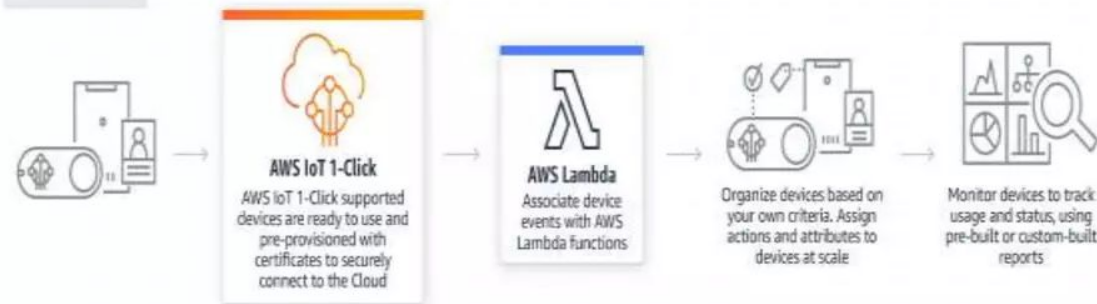 AWS IoT 1-Click
AWS IoT 1-Click supported
devices are ready to use and
pre-provisioned with
certificates to securely
connect to the Cloud
AWS Lambda
Associate device
events with AWS
Lambda functions
Organize devices based on
your own criteria. Assign
actions and attributes to
devices at scale
Monitor devices to track
usage and status, using
pre-built or custom-built
reports